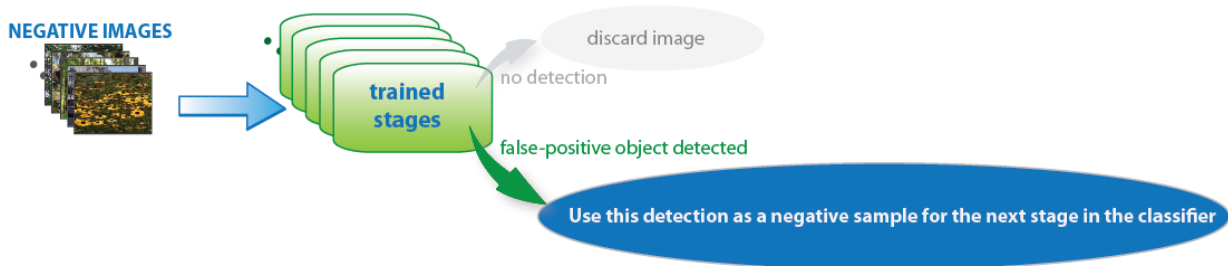 NEGATIVE IMAGES
trained
stages
discard image
no detection
false-positive object detected
Use this detection as a negative sample for the next stage in the classifier